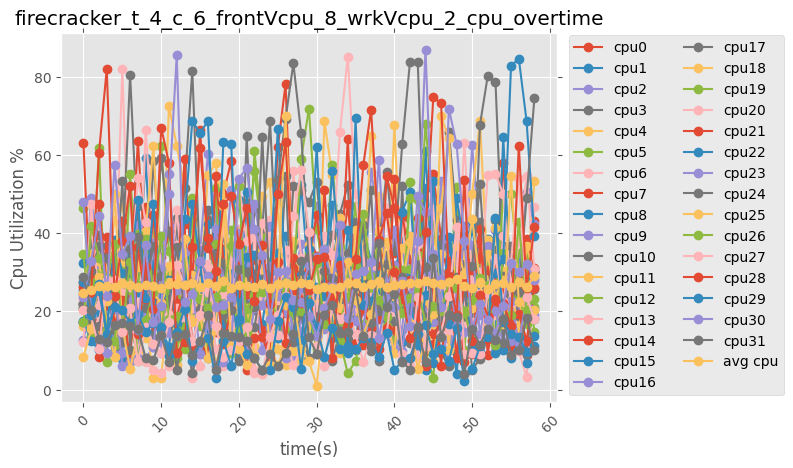 firecracker_t_4_c_6_frontVcpu_8_wrkVcpu_2_cpu_overtime
Cpu Utilization %
80
60
40
20
0
0 10 20 30 40 50 60
time(s)
cpu0
cpu1
cpu2
cpu3
cpu4
cpu5
cpu6
cpu7
cpu8
cpu9
cpu10
cpu11
cpu12
cpu13
cpu14
cpu15
cpu16
cpu17
cpu18
cpu19
cpu20
cpu21
cpu22
cpu23
cpu24
cpu25
cpu26
cpu27
cpu28
cpu29
cpu30
cpu31
avg cpu